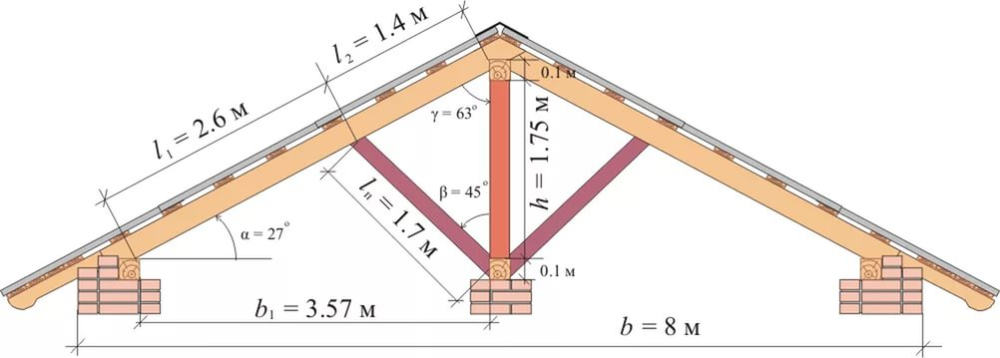 l₂ = 1.4 м
0.1 м
γ = 63°
l₁ = 2.6 м
h = 1.75 м
β = 45°
lп = 1.7 м
α = 27°
0.1 м
b₁ = 3.57 м
b = 8 м